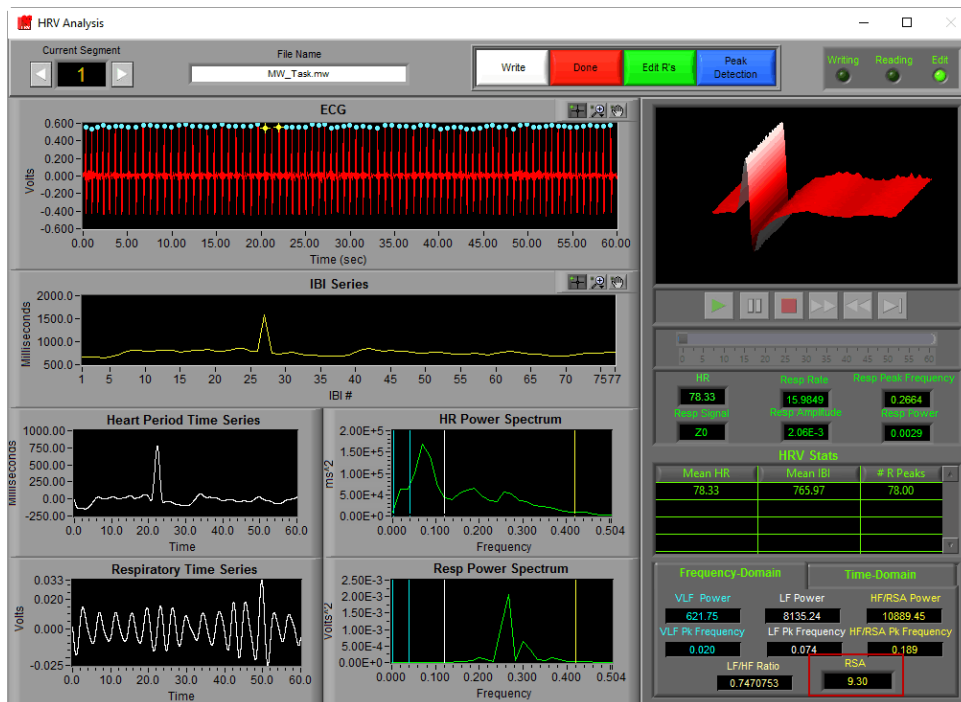 HRV Analysis
Current Segment
1
File Name
MW_Task.mw
Write
Done
Edit R's
Peak Detection
Writing
Reading
Edit
ECG
Volts
0.600
0.400
0.200
0.000
-0.200
-0.400
-0.600
0.00 5.00 10.00 15.00 20.00 25.00 30.00 35.00 40.00 45.00 50.00 55.00 60.00
Time (sec)
IBI Series
Milliseconds
2000.0
1500.0
1000.0
500.0
1 5 10 15 20 25 30 35 40 45 50 55 60 65 70 75 77
IBI #
Heart Period Time Series
Milliseconds
1000.00
750.00
500.00
250.00
0.00
-250.00
0.0 10.0 20.0 30.0 40.0 50.0 60.0
Time
HR Power Spectrum
ms^2
2.00E+5
1.50E+5
1.00E+5
5.00E+4
0.00E+0
0.000 0.100 0.200 0.300 0.400 0.504
Frequency
Respiratory Time Series
Volts
0.033
0.020
0.000
-0.025
0.0 10.0 20.0 30.0 40.0 50.0 60.0
Time
Resp Power Spectrum
Volts^2
2.50E-3
2.00E-3
1.50E-3
1.00E-3
5.00E-4
0.00E+0
0.000 0.100 0.200 0.300 0.400 0.504
Frequency
0 5 10 15 20 25 30 35 40 45 50 55 60
HR
78.33
Resp Rate
15.9849
Resp Peak Frequency
0.2664
Resp Signal
Z0
Resp Amplitude
2.06E-3
Resp Power
0.0029
HRV Stats
Mean HR Mean IBI # R Peaks
78.33 765.97 78.00
Frequency-Domain
Time-Domain
VLF Power
621.75
LF Power
8135.24
HF/RSA Power
10889.45
VLF Pk Frequency
0.020
LF Pk Frequency
0.074
HF/RSA Pk Frequency
0.189
LF/HF Ratio
0.7470753
RSA
9.30